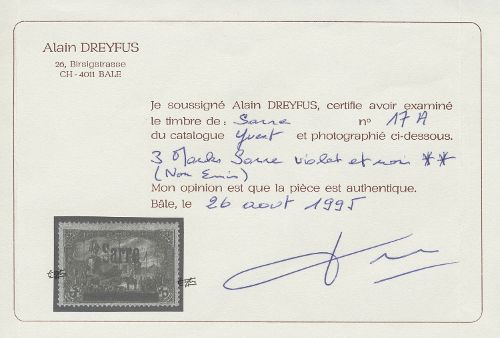 Alain DREYFUS
26, Birsigstrasse
CH - 4011 BALE
Je soussigné Alain DREYFUS, certifie avoir examiné
le timbre de : Sarre n° 17 A
du catalogue Yvert et photographié ci-dessous.
3 Marks Sarre violet et noir **
(Non Emis)
Mon opinion est que la pièce est authentique.
Bâle, le 26 aout 1995
Sarre